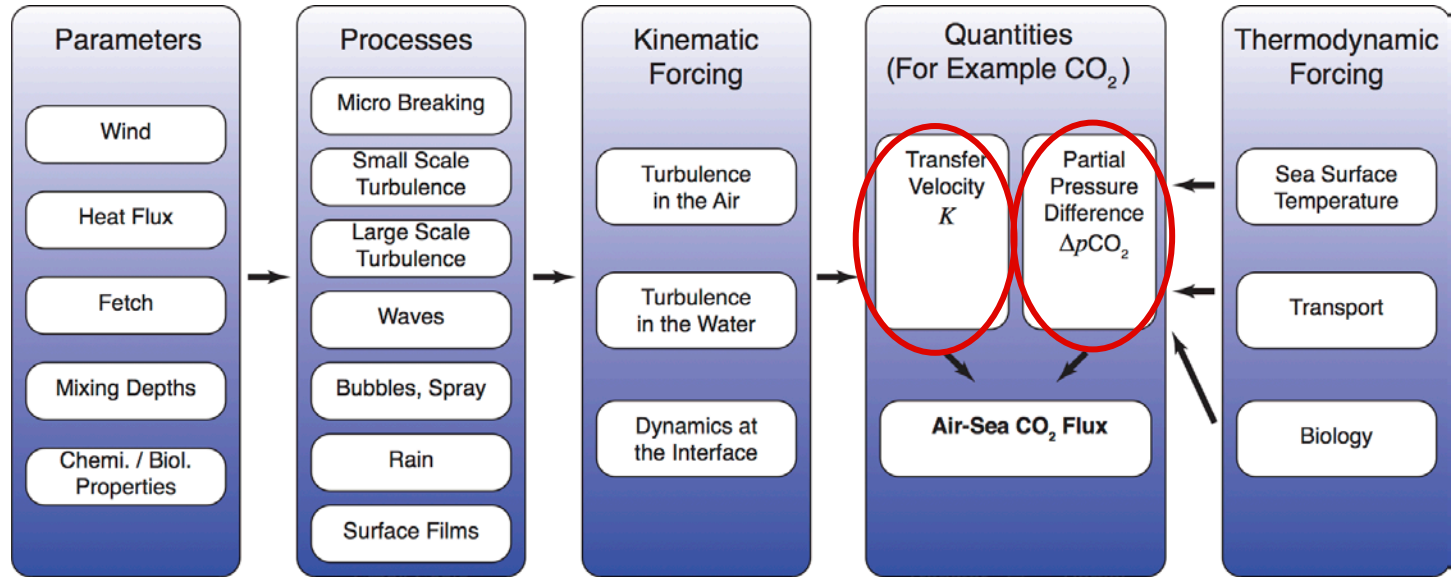 Parameters
Wind
Heat Flux
Fetch
Mixing Depths
Chemi. / Biol.
Properties
Processes
Micro Breaking
Small Scale
Turbulence
Large Scale
Turbulence
Waves
Bubbles, Spray
Rain
Surface Films
Kinematic
Forcing
Turbulence
in the Air
Turbulence
in the Water
Dynamics at
the Interface
Quantities
(For Example CO₂)
Transfer
Velocity
K
Partial
Pressure
Difference
ΔpCO₂
Air-Sea CO₂ Flux
Thermodynamic
Forcing
Sea Surface
Temperature
Transport
Biology